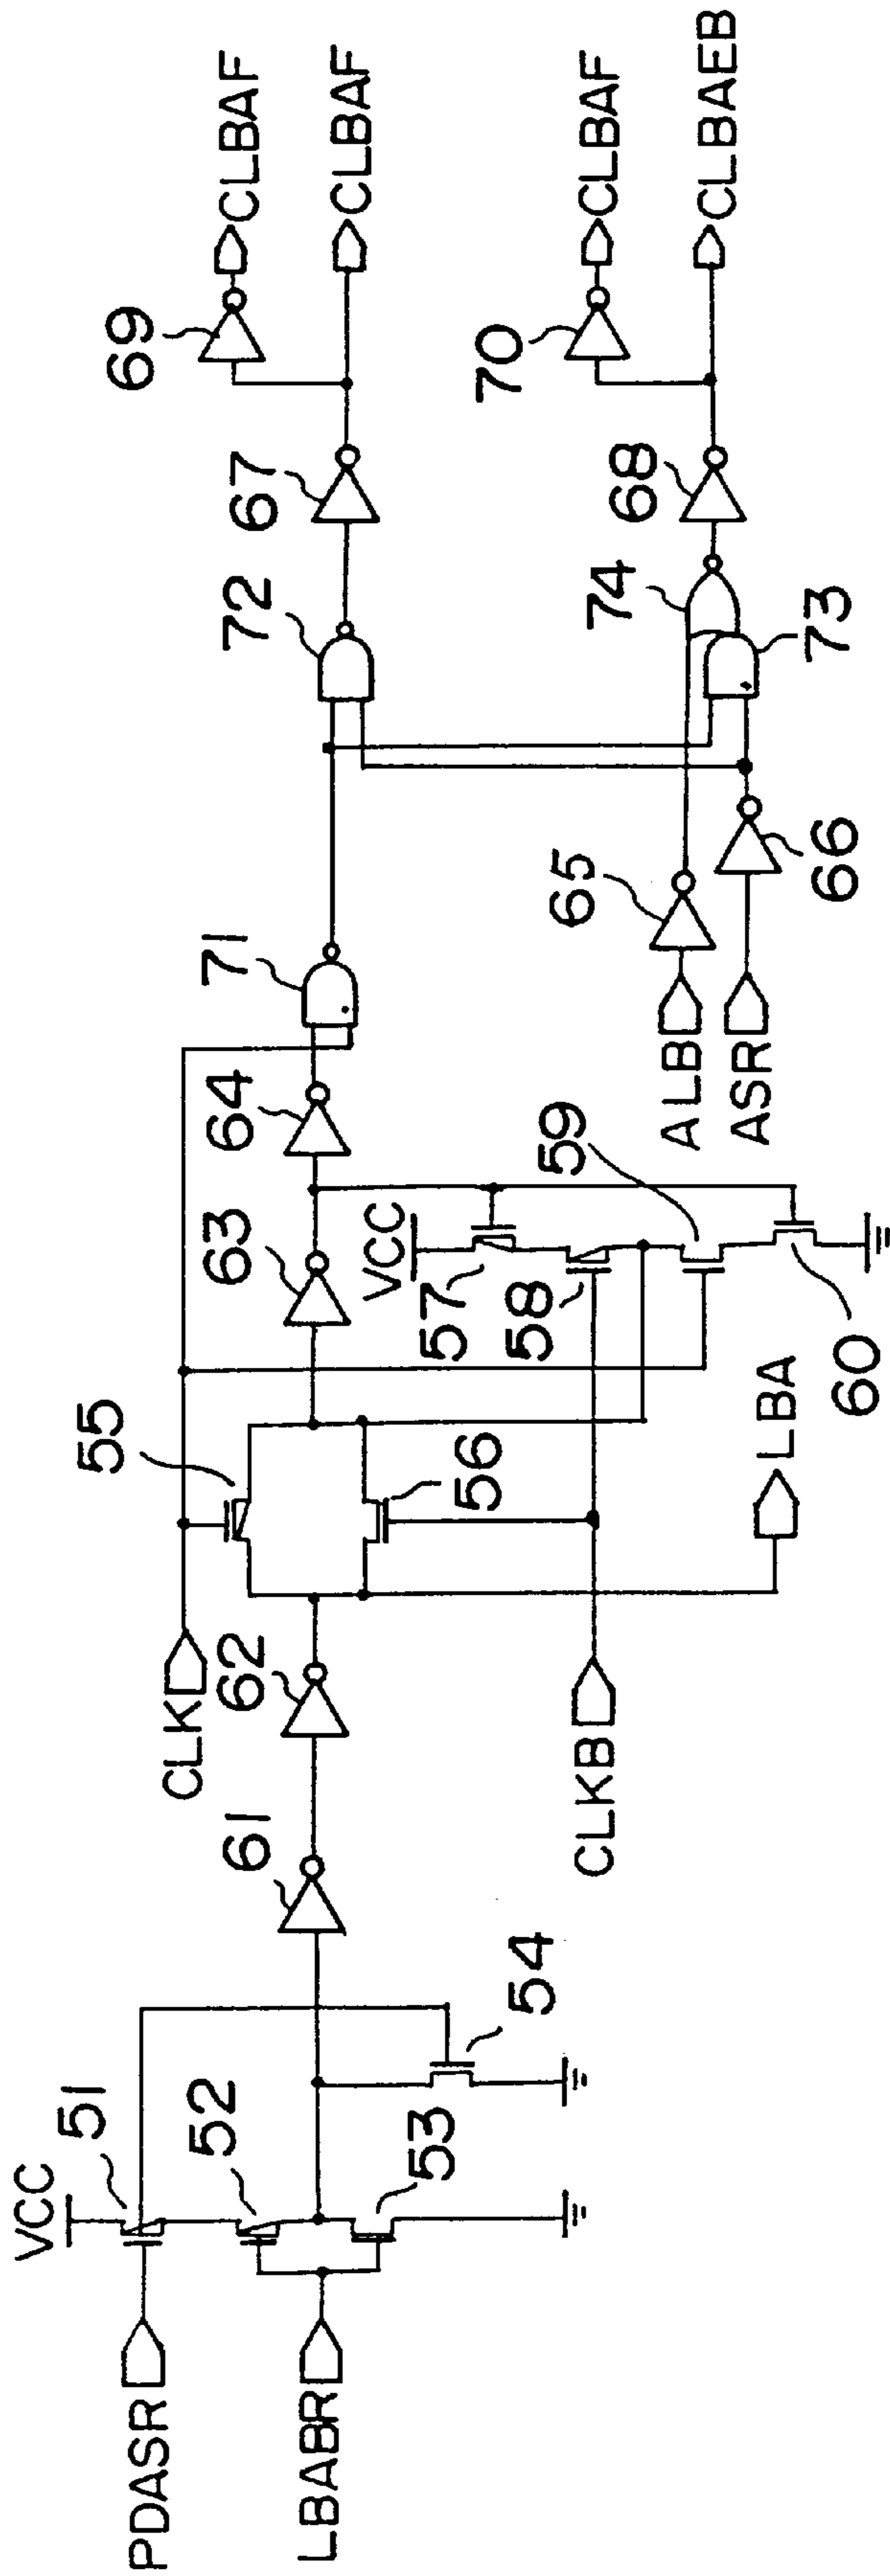 PDASR
LBABR
VCC
51
52
53
54
61
62
CLK
CLKB
55
56
LBA
63
64
VCC
57
58
59
60
71
ALB
ASR
65
66
72
73
74
67
68
69
70
CLBAF
CLBAF
CLBAF
CLBAEB